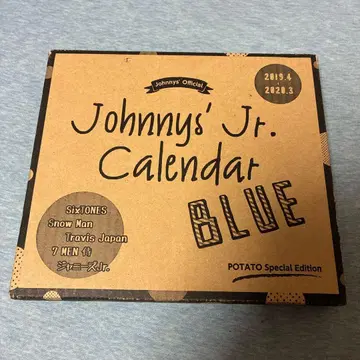 Johnnys' Official
2019.4
-
2020.3
Johnnys' Jr.
Calendar
BLUE
SixTONES
Snow Man
Travis Japan
7 MEN 侍
ジャニーズJr.
POTATO Special Edition